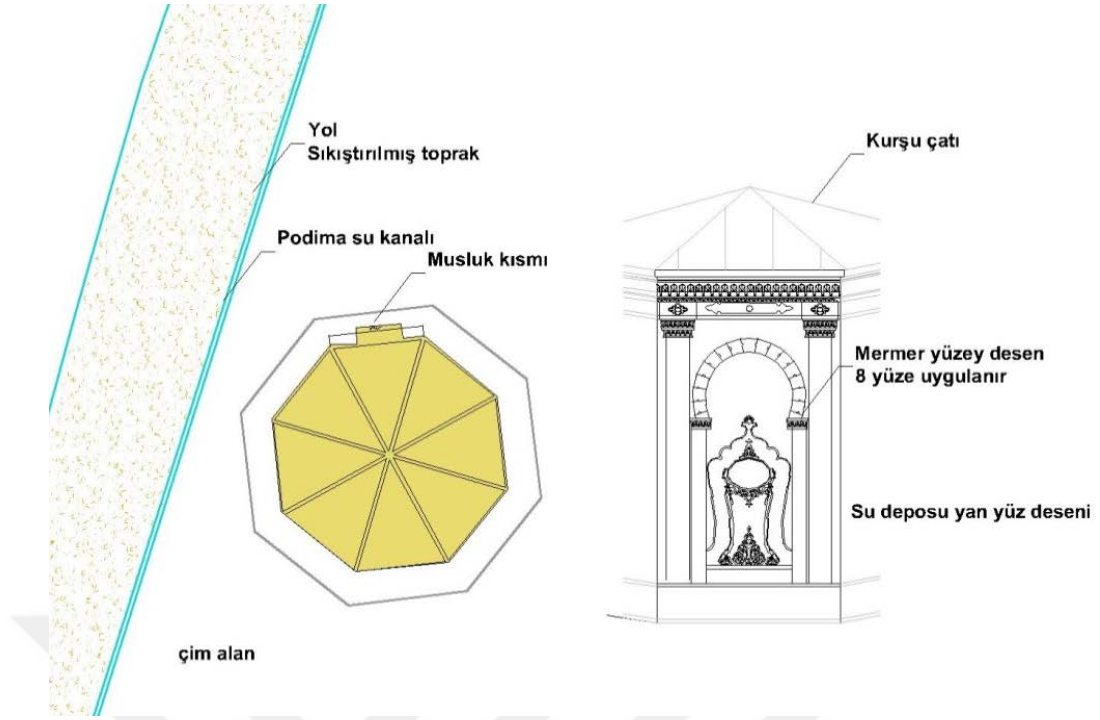 Yol
Sıkıştırılmış toprak
Podima su kanalı
Musluk kısmı
çim alan
Kurşu çatı
Mermer yüzey desen
8 yüze uygulanır
Su deposu yan yüz deseni